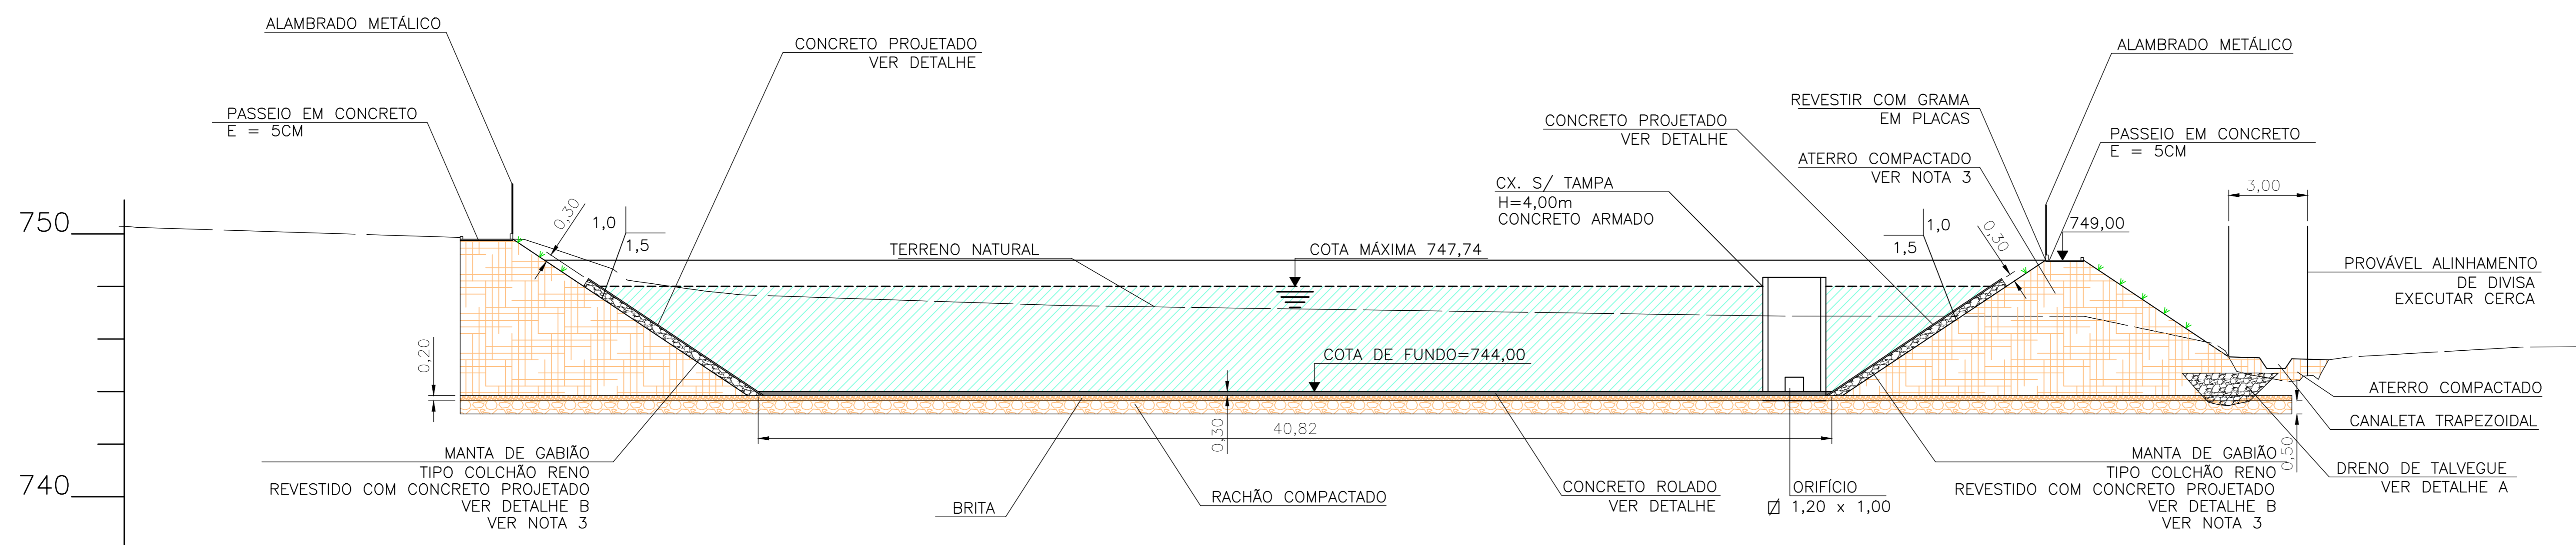 ALAMBRADO METÁLICO
CONCRETO PROJETADO
VER DETALHE
ALAMBRADO METÁLICO
PASSEIO EM CONCRETO
E = 5CM
REVESTIR COM GRAMA
EM PLACAS
CONCRETO PROJETADO
VER DETALHE
PASSEIO EM CONCRETO
E = 5CM
ATERRO COMPACTADO
VER NOTA 3
CX. S/ TAMPA
H=4,00m
CONCRETO ARMADO
3,00
750
0,30
1,0
1,5
TERRENO NATURAL
COTA MÁXIMA 747,74
1,0
1,5
0,30
749,00
PROVÁVEL ALINHAMENTO
DE DIVISA
EXECUTAR CERCA
0,20
COTA DE FUNDO=744,00
ATERRO COMPACTADO
CANALETA TRAPEZOIDAL
0,30
40,82
0,50
MANTA DE GABIÃO
TIPO COLCHÃO RENO
REVESTIDO COM CONCRETO PROJETADO
VER DETALHE B
VER NOTA 3
MANTA DE GABIÃO
TIPO COLCHÃO RENO
REVESTIDO COM CONCRETO PROJETADO
VER DETALHE B
VER NOTA 3
DRENO DE TALVEGUE
VER DETALHE A
740
BRITA
RACHÃO COMPACTADO
CONCRETO ROLADO
VER DETALHE
ORIFÍCIO
1,20 x 1,00